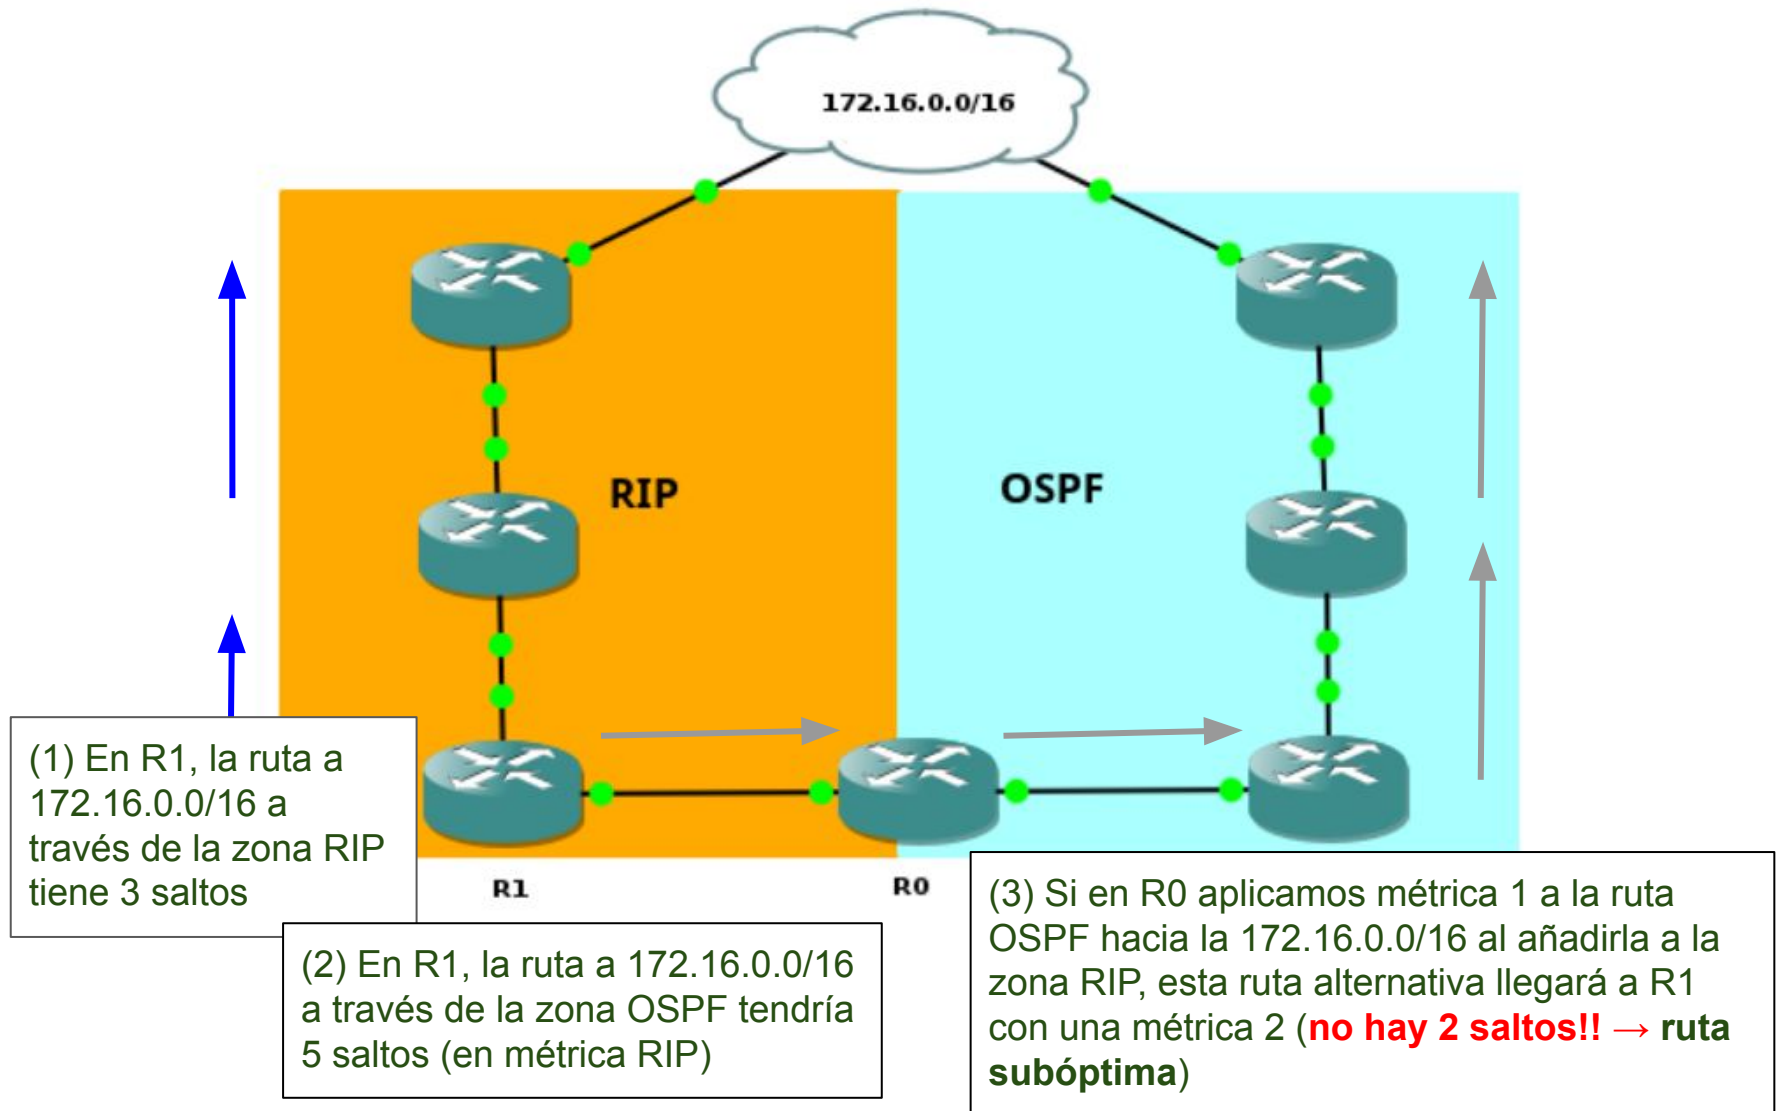 172.16.0.0/16
RIP
OSPF
(1) En R1, la ruta a
172.16.0.0/16 a
través de la zona RIP
tiene 3 saltos
R1
R0
(2) En R1, la ruta a 172.16.0.0/16
a través de la zona OSPF tendría
5 saltos (en métrica RIP)
(3) Si en R0 aplicamos métrica 1 a la ruta
OSPF hacia la 172.16.0.0/16 al añadirla a la
zona RIP, esta ruta alternativa llegará a R1
con una métrica 2 (no hay 2 saltos!! → ruta
subóptima)